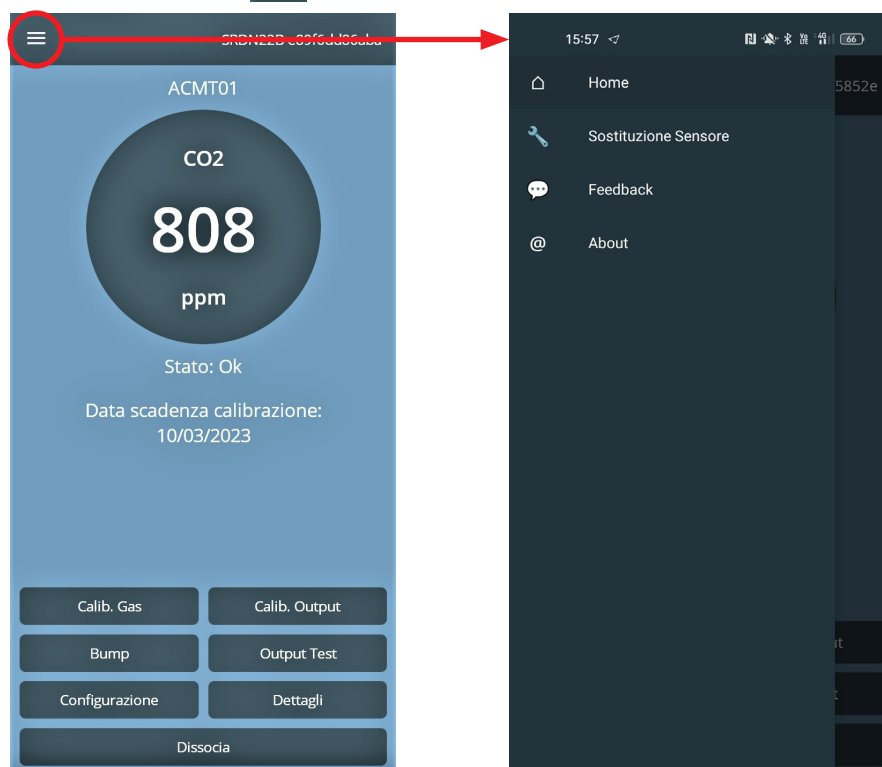 ACMT01
CO2
808
ppm
Stato: Ok
Data scadenza calibrazione:
10/03/2023
Calib. Gas
Calib. Output
Bump
Output Test
Configurazione
Dettagli
Dissocia
15:57
66
5852e
Home
Sostituzione Sensore
Feedback
@ About